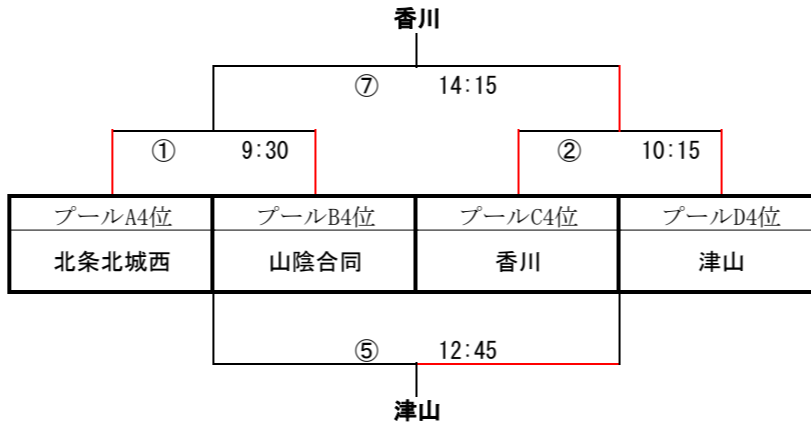 香川
⑦ 14:15
① 9:30 ② 10:15
プールA4位 プールB4位 プールC4位 プールD4位
北条北城西 山陰合同 香川 津山
⑤ 12:45
津山